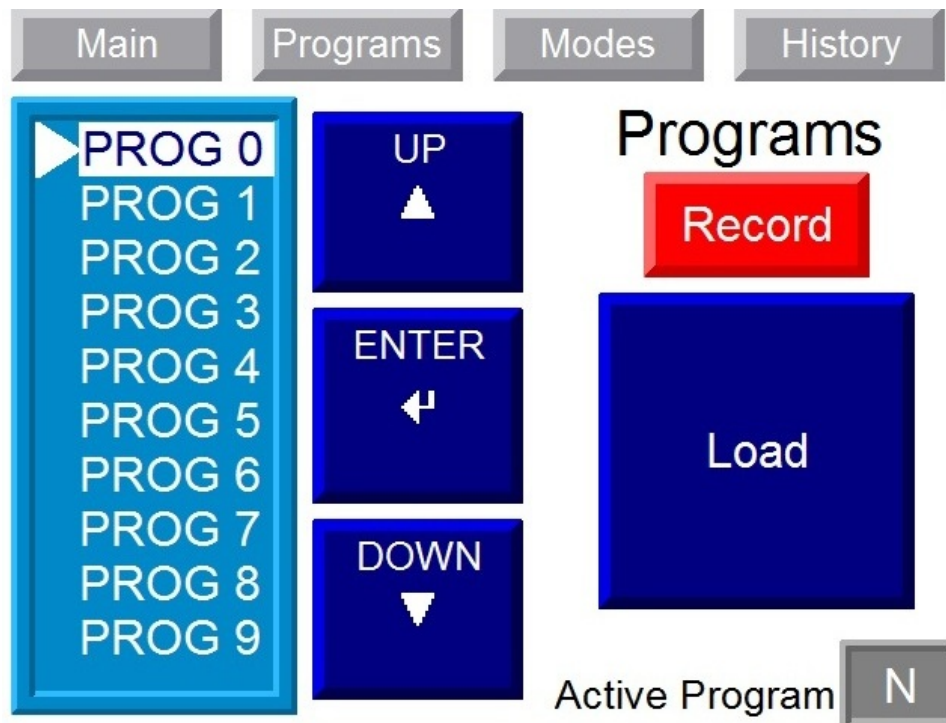 Main
Programs
Modes
History
PROG 0
PROG 1
PROG 2
PROG 3
PROG 4
PROG 5
PROG 6
PROG 7
PROG 8
PROG 9
UP
ENTER
DOWN
Programs
Record
Load
Active Program N